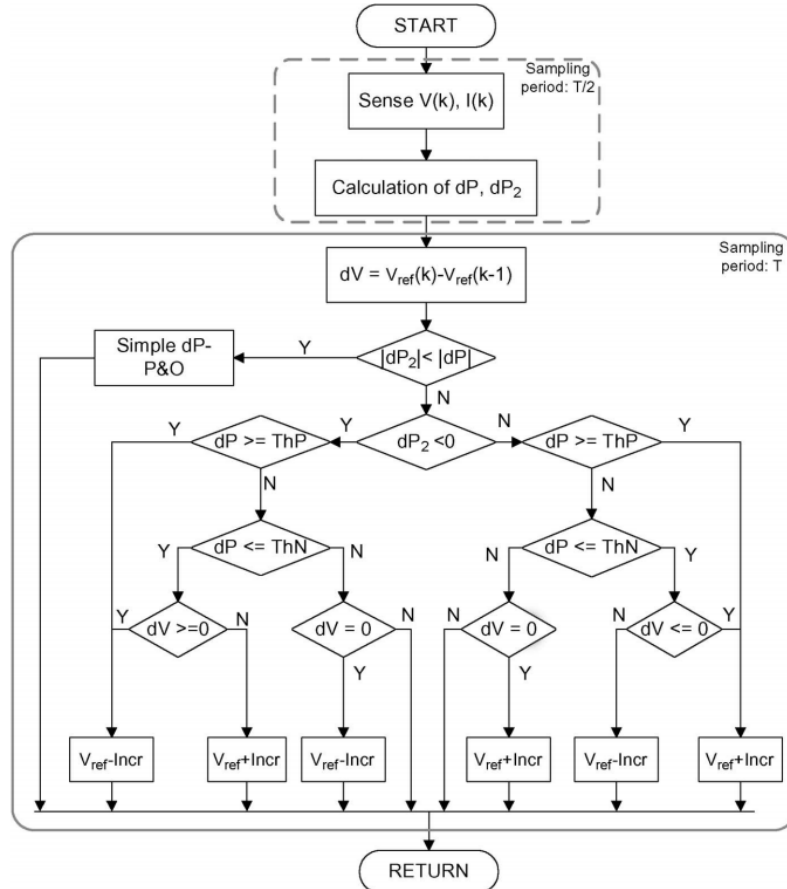 START
Sampling
period: T/2
Sense V(k), I(k)
Calculation of dP, dP₂
Sampling
period: T
dV = Vref(k)-Vref(k-1)
Simple dP-
P&O
Y
|dP₂|< |dP|
N
Y
dP >= ThP
Y
dP₂ <0
N
dP >= ThP
Y
N
N
Y
dP <= ThN
N
N
dP <= ThN
Y
Y
dV >=0
N
dV = 0
N
N
dV = 0
N
dV <= 0
Y
Y
Y
Vref-Incr
Vref+Incr
Vref-Incr
Vref+Incr
Vref-Incr
Vref+Incr
RETURN